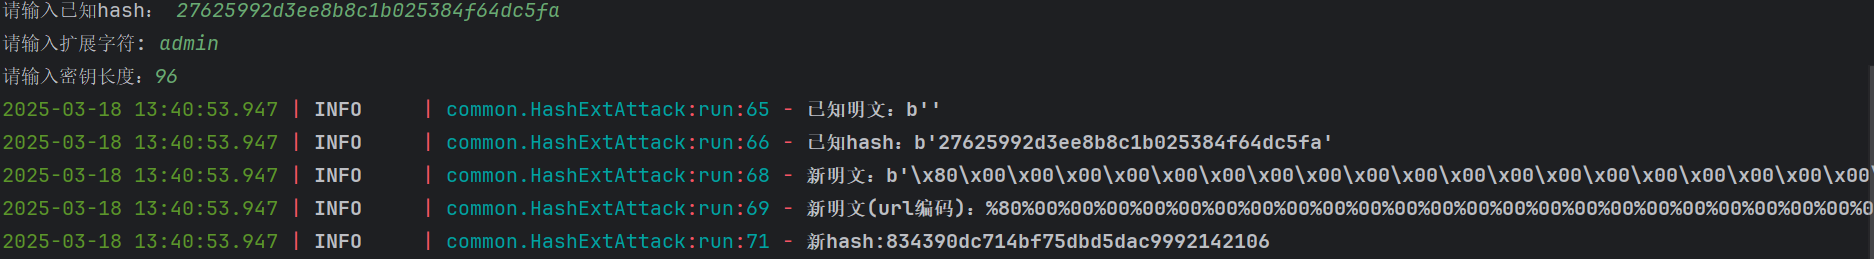 请输入已知hash： 27625992d3ee8b8c1b025384f64dc5fa
请输入扩展字符: admin
请输入密钥长度：96
2025-03-18 13:40:53.947 | INFO     | common.HashExtAttack:run:65 - 已知明文：b''
2025-03-18 13:40:53.947 | INFO     | common.HashExtAttack:run:66 - 已知hash：b'27625992d3ee8b8c1b025384f64dc5fa'
2025-03-18 13:40:53.947 | INFO     | common.HashExtAttack:run:68 - 新明文：b'\x80\x00\x00\x00\x00\x00\x00\x00\x00\x00\x00\x00\x00\x00\x00\x00\x00\x00\x00\x00\x00\
2025-03-18 13:40:53.947 | INFO     | common.HashExtAttack:run:69 - 新明文(url编码)：%80%00%00%00%00%00%00%00%00%00%00%00%00%00%00%00%00%00%00%00%00%00%00%00%0
2025-03-18 13:40:53.947 | INFO     | common.HashExtAttack:run:71 - 新hash:834390dc714bf75dbd5dac9992142106